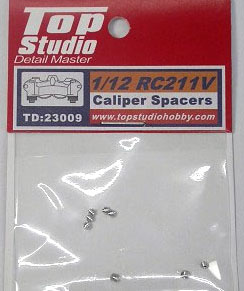 Top
Studio
Detail Master
1/12 RC211V
Caliper Spacers
TD:23009
www.topstudiohobby.com